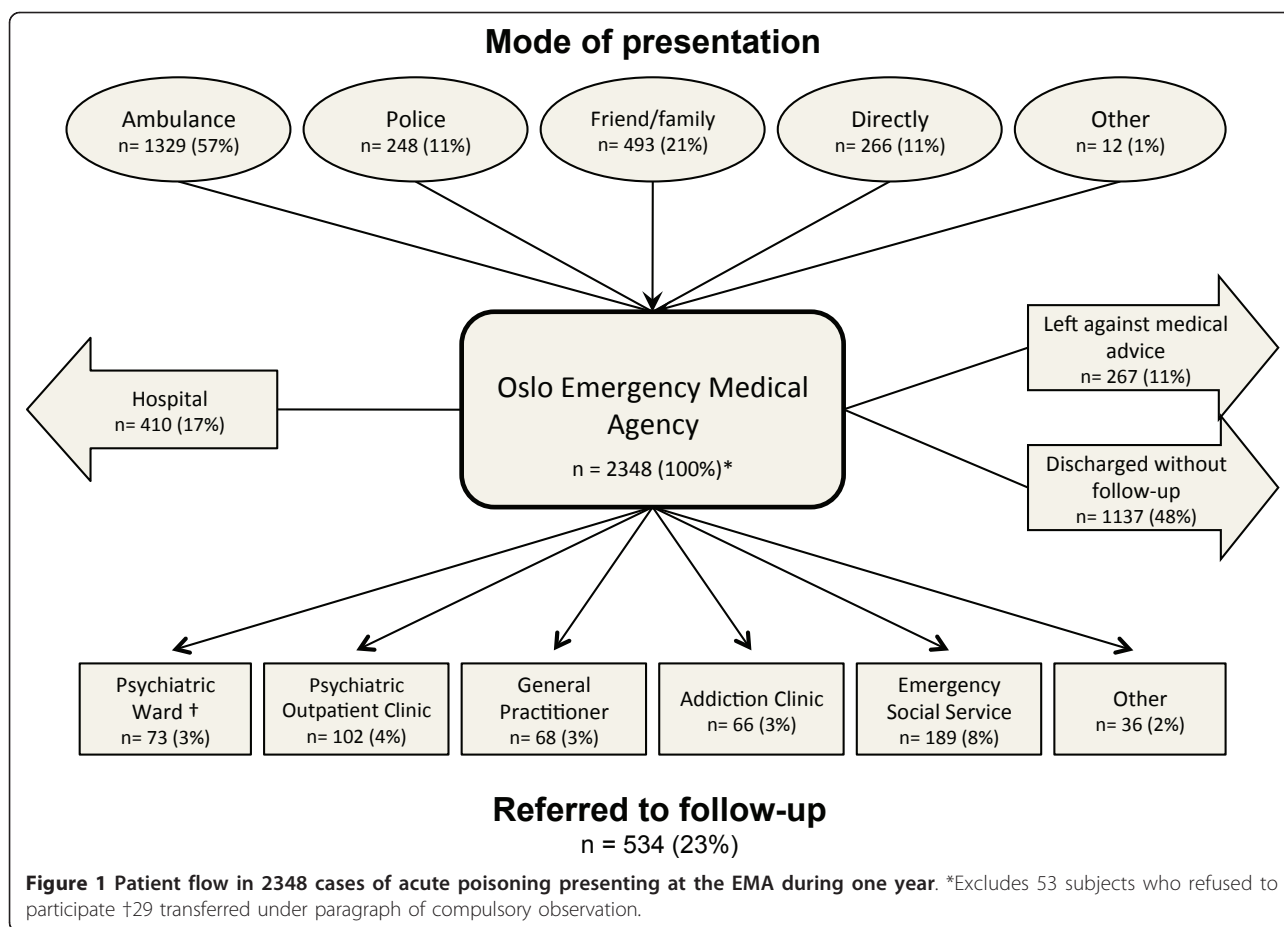 Mode of presentation
Ambulance
n= 1329 (57%)
Police
n= 248 (11%)
Friend/family
n= 493 (21%)
Directly
n= 266 (11%)
Other
n= 12 (1%)
Hospital
n= 410 (17%)
Oslo Emergency Medical
Agency
n = 2348 (100%)*
Left against medical
advice
n= 267 (11%)
Discharged without
follow-up
n= 1137 (48%)
Psychiatric
Ward †
n= 73 (3%)
Psychiatric
Outpatient Clinic
n= 102 (4%)
General
Practitioner
n= 68 (3%)
Addiction Clinic
n= 66 (3%)
Emergency
Social Service
n= 189 (8%)
Other
n= 36 (2%)
Referred to follow-up
n = 534 (23%)
Figure 1 Patient flow in 2348 cases of acute poisoning presenting at the EMA during one year. *Excludes 53 subjects who refused to
participate †29 transferred under paragraph of compulsory observation.